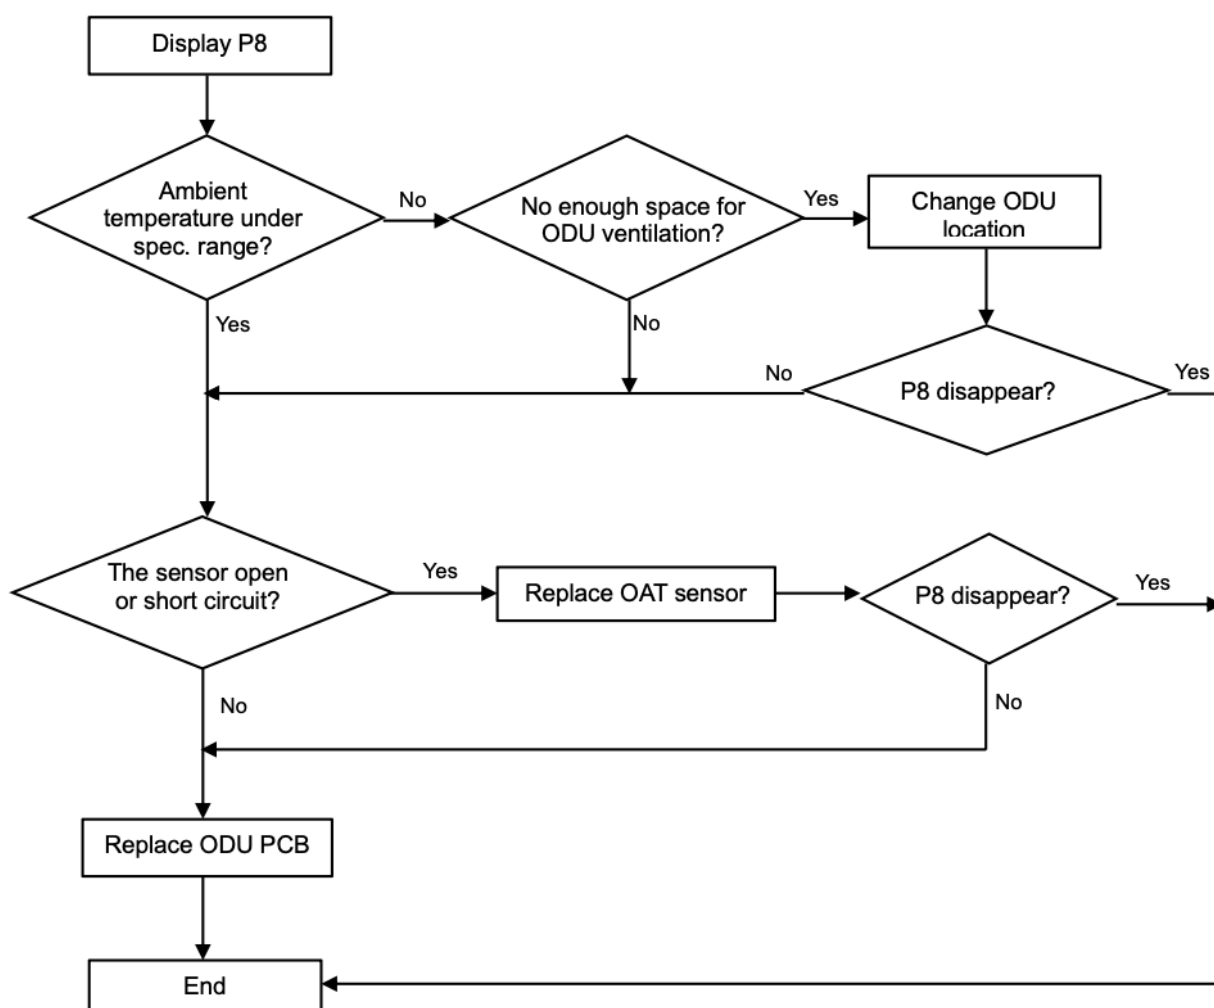 Display P8
Ambient
temperature under
spec. range?
No
No enough space for
ODU ventilation?
Yes
Change ODU
location
Yes
No
No
P8 disappear?
Yes
The sensor open
or short circuit?
Yes
Replace OAT sensor
P8 disappear?
Yes
No
No
Replace ODU PCB
End